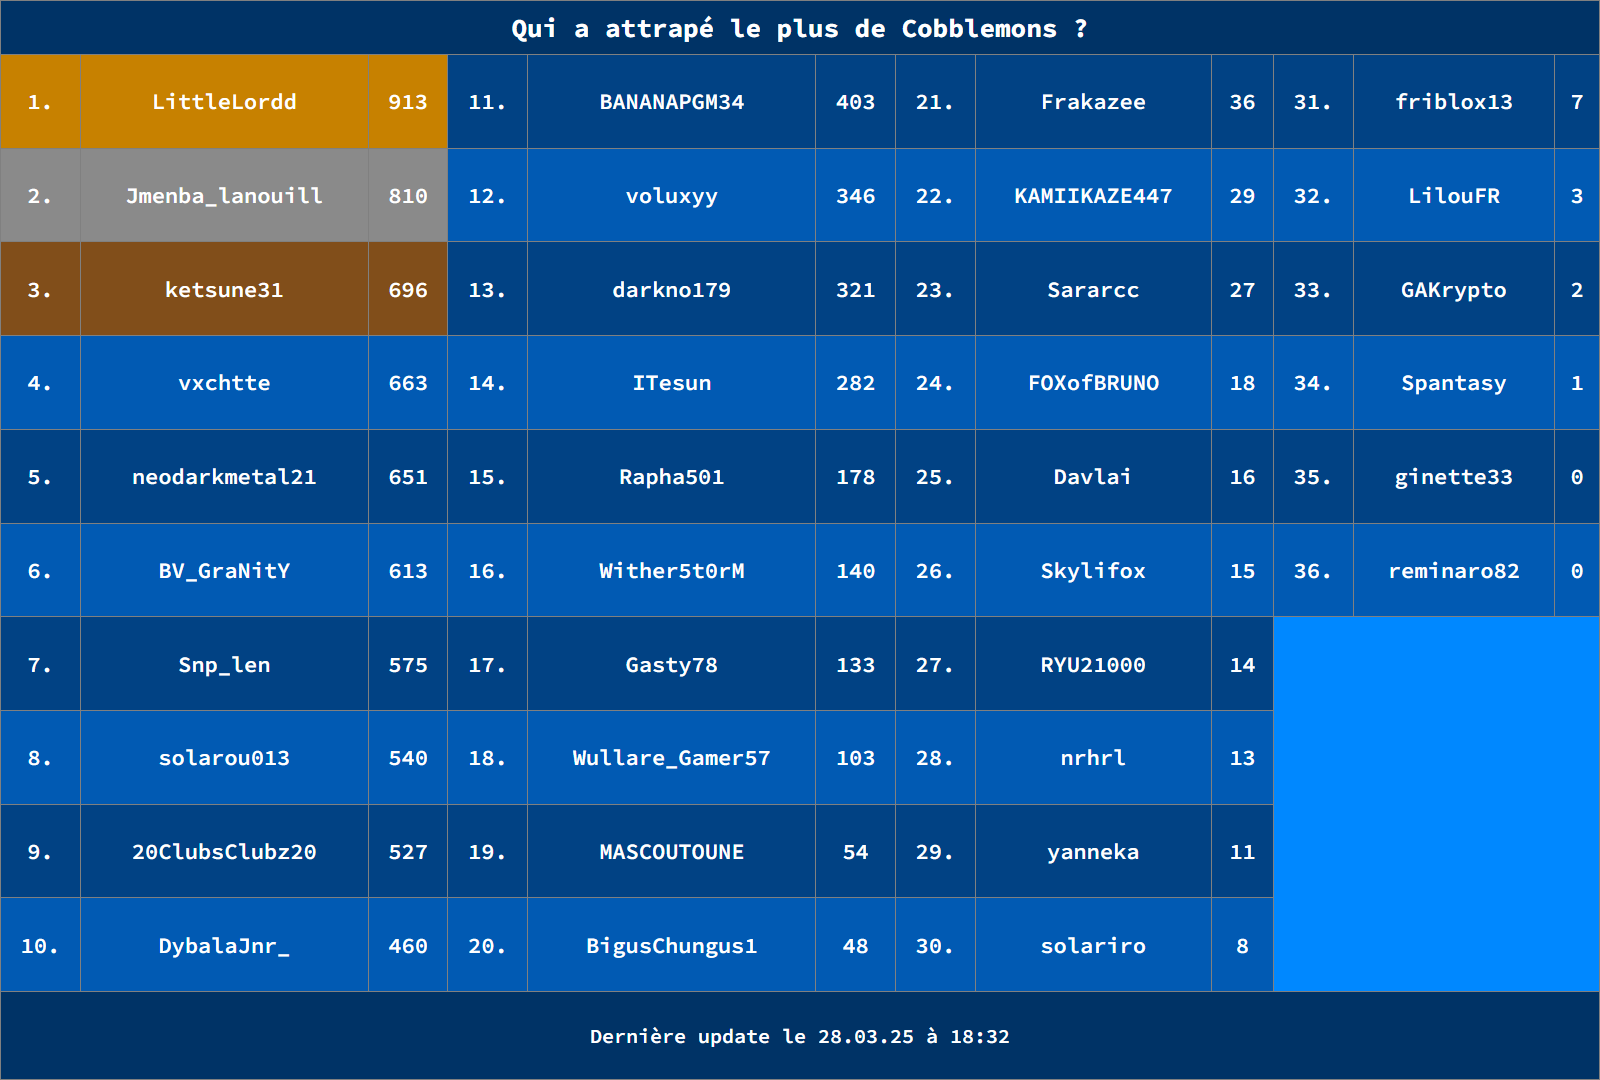 Qui a attrapé le plus de Cobblemons ?
1. LittleLordd 913 11. BANANAPGM34 403 21. Frakazee 36 31. friblox13 7
2. Jmenba_lanouill 810 12. voluxyy 346 22. KAMIIKAZE447 29 32. LilouFR 3
3. ketsune31 696 13. darkno179 321 23. Sararcc 27 33. GAKrypto 2
4. vxchtte 663 14. ITesun 282 24. FOXofBRUNO 18 34. Spantasy 1
5. neodarkmetal21 651 15. Rapha501 178 25. Davlai 16 35. ginette33 0
6. BV_GraNitY 613 16. Wither5t0rM 140 26. Skylifox 15 36. reminaro82 0
7. Snp_len 575 17. Gasty78 133 27. RYU21000 14
8. solarou013 540 18. Wullare_Gamer57 103 28. nrhrl 13
9. 20ClubsClubz20 527 19. MASCOUTOUNE 54 29. yanneka 11
10. DybalaJnr_ 460 20. BigusChungus1 48 30. solariro 8
Dernière update le 28.03.25 à 18:32